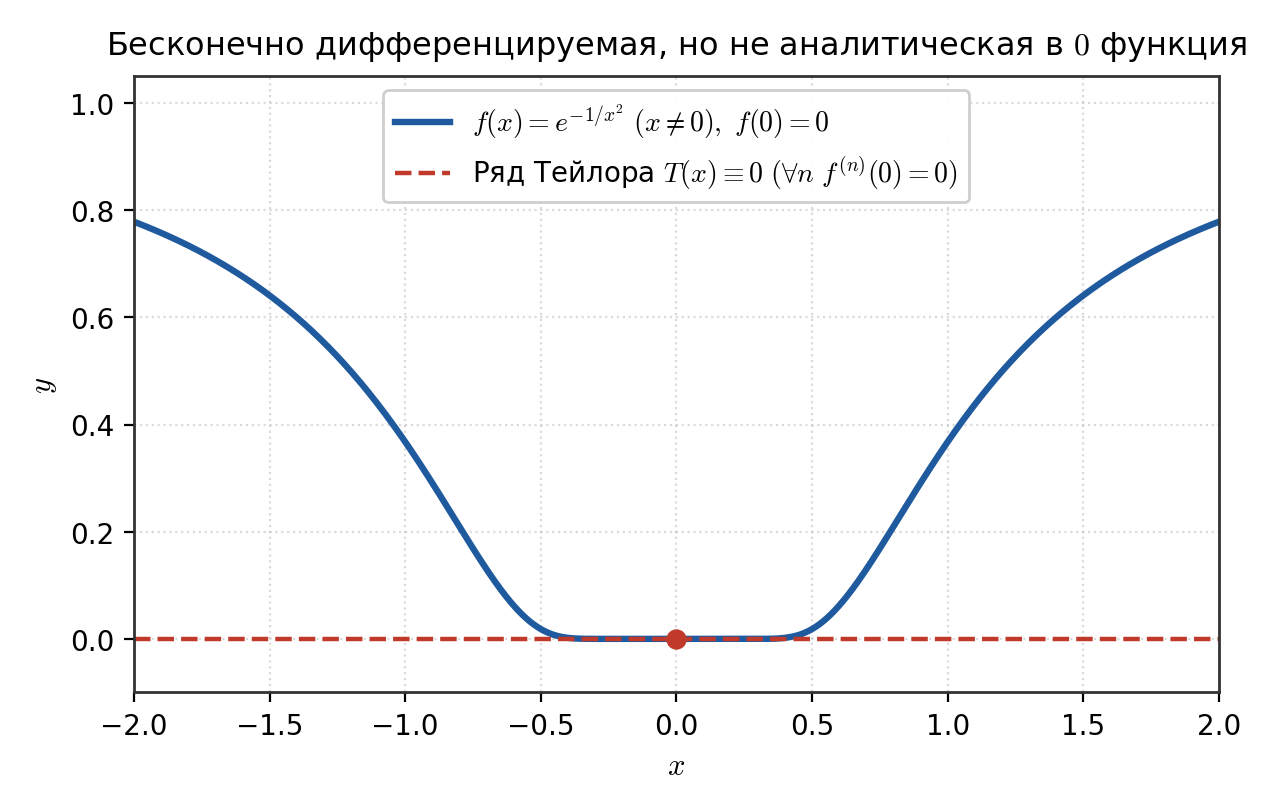 Бесконечно дифференцируемая, но не аналитическая в 0 функция
f(x) = e^{-1/x^2} (x ≠ 0), f(0) = 0
Ряд Тейлора T(x) ≡ 0 (∀n f^{(n)}(0) = 0)
1.0
0.8
0.6
0.4
0.2
0.0
y
−2.0 −1.5 −1.0 −0.5 0.0 0.5 1.0 1.5 2.0
x